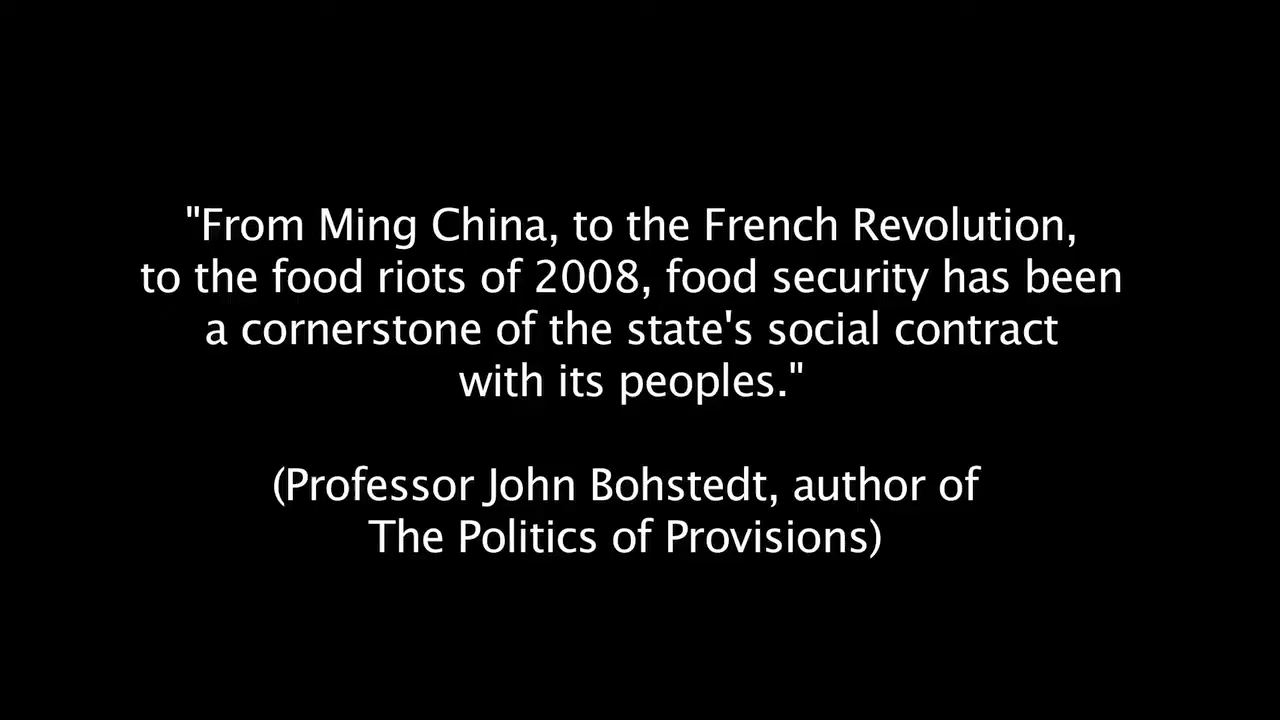 "From Ming China, to the French Revolution,
to the food riots of 2008, food security has been
a cornerstone of the state's social contract
with its peoples."
(Professor John Bohstedt, author of
The Politics of Provisions)